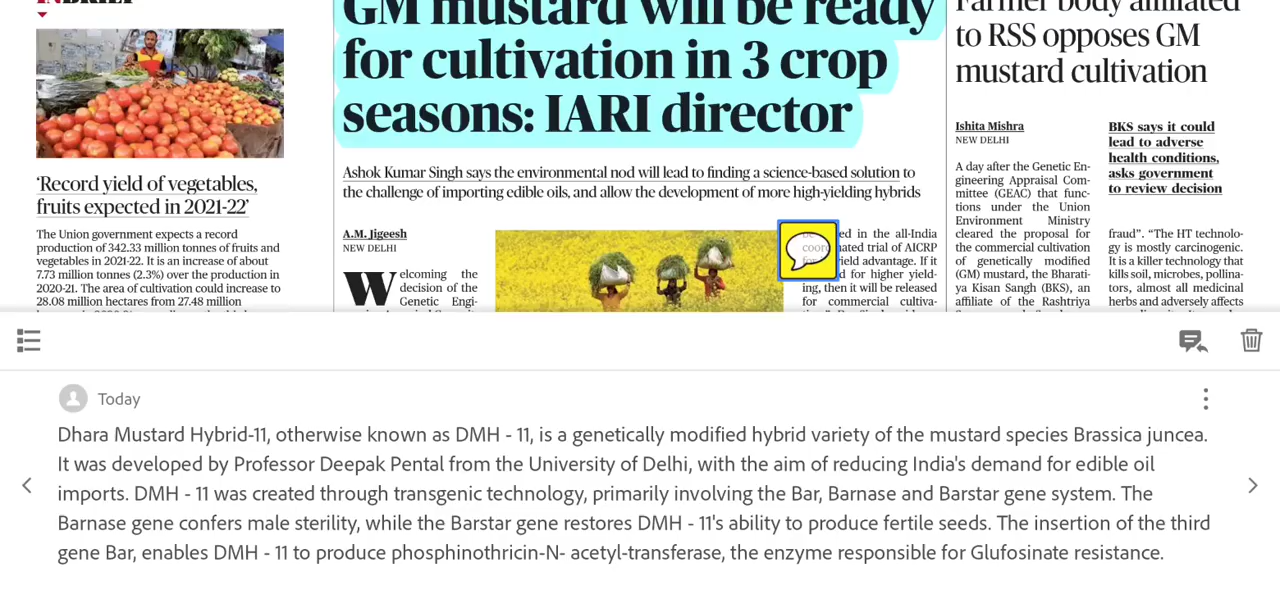 'Record yield of vegetables,
fruits expected in 2021-22'
The Union government expects a record
production of 342.33 million tonnes of fruits and
vegetables in 2021-22. It is an increase of about
7.73 million tonnes (2.3%) over the production in
2020-21. The area of cultivation could increase to
28.08 million hectares from 27.48 million
GM mustard will be ready
for cultivation in 3 crop
seasons: IARI director
Ashok Kumar Singh says the environmental nod will lead to finding a science-based solution to
the challenge of importing edible oils, and allow the development of more high-yielding hybrids
A.M. Jigeesh
NEW DELHI
Welcoming the
decision of the
Genetic Engi-
in the all-India
trial of AICRP
yield advantage. If it
for higher yield-
ing, then it will be released
for commercial cultiva-
Farmer body affiliated
to RSS opposes GM
mustard cultivation
Ishita Mishra
NEW DELHI
A day after the Genetic En-
gineering Appraisal Com-
mittee (GEAC) that func-
tions under the Union
Environment Ministry
cleared the proposal for
the commercial cultivation
of genetically modified
(GM) mustard, the Bharati-
ya Kisan Sangh (BKS), an
affiliate of the Rashtriya
BKS says it could
lead to adverse
health conditions,
asks government
to review decision
fraud". "The HT technolo-
gy is mostly carcinogenic.
It is a killer technology that
kills soil, microbes, pollina-
tors, almost all medicinal
herbs and adversely affects
Today
Dhara Mustard Hybrid-11, otherwise known as DMH - 11, is a genetically modified hybrid variety of the mustard species Brassica juncea.
It was developed by Professor Deepak Pental from the University of Delhi, with the aim of reducing India's demand for edible oil
imports. DMH - 11 was created through transgenic technology, primarily involving the Bar, Barnase and Barstar gene system. The
Barnase gene confers male sterility, while the Barstar gene restores DMH - 11's ability to produce fertile seeds. The insertion of the third
gene Bar, enables DMH - 11 to produce phosphinothricin-N- acetyl-transferase, the enzyme responsible for Glufosinate resistance.